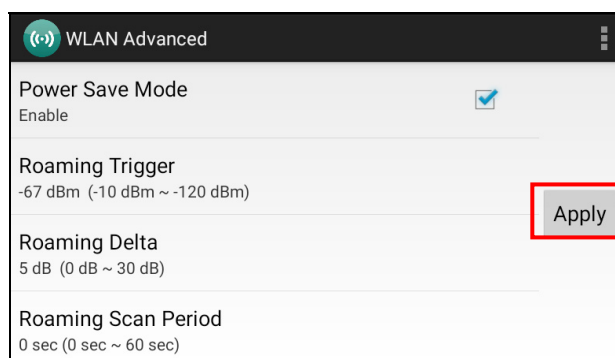 WLAN Advanced
Power Save Mode
Enable
Roaming Trigger
-67 dBm (-10 dBm ~ -120 dBm)
Apply
Roaming Delta
5 dB (0 dB ~ 30 dB)
Roaming Scan Period
0 sec (0 sec ~ 60 sec)